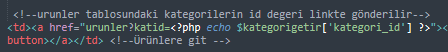 <!--urunler tablosundaki kategorilerin id degeri linkte gönderilir-->
<td><a href="urunler?katid=<?php echo $kategorigetir['kategori_id'] ?>">
button></a></td> <!--Ürünlere git -->